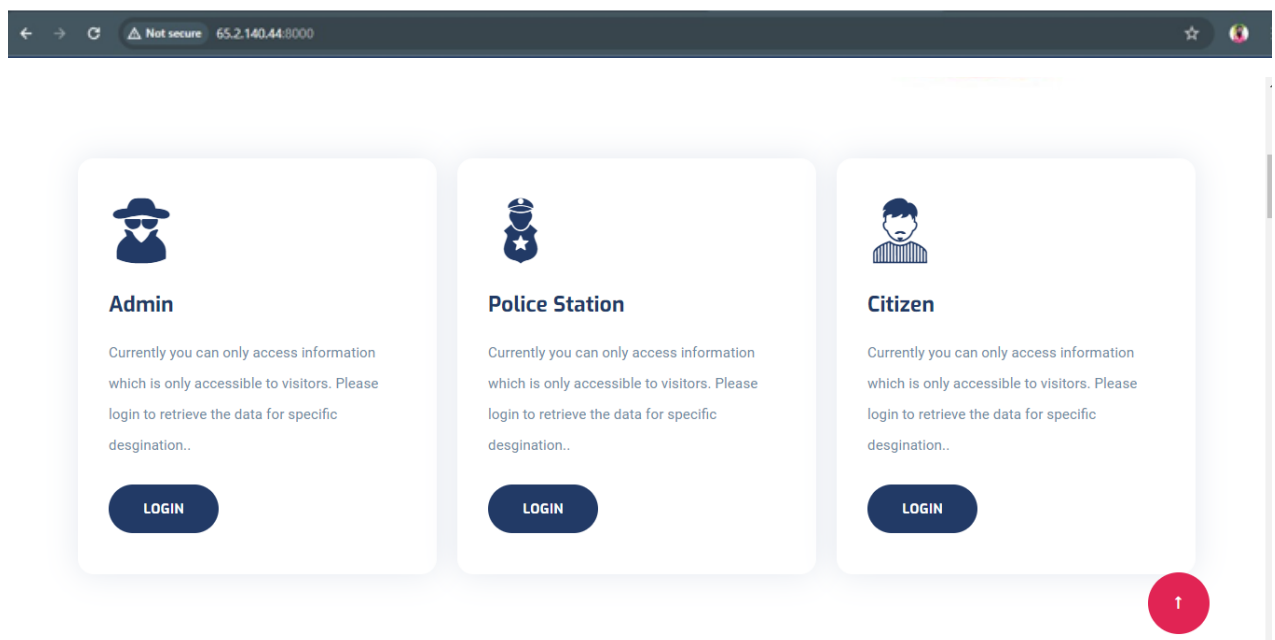 Not secure 65.2.140.44:8000
Admin
Currently you can only access information
which is only accessible to visitors. Please
login to retrieve the data for specific
desgination..
LOGIN
Police Station
Currently you can only access information
which is only accessible to visitors. Please
login to retrieve the data for specific
desgination..
LOGIN
Citizen
Currently you can only access information
which is only accessible to visitors. Please
login to retrieve the data for specific
desgination..
LOGIN